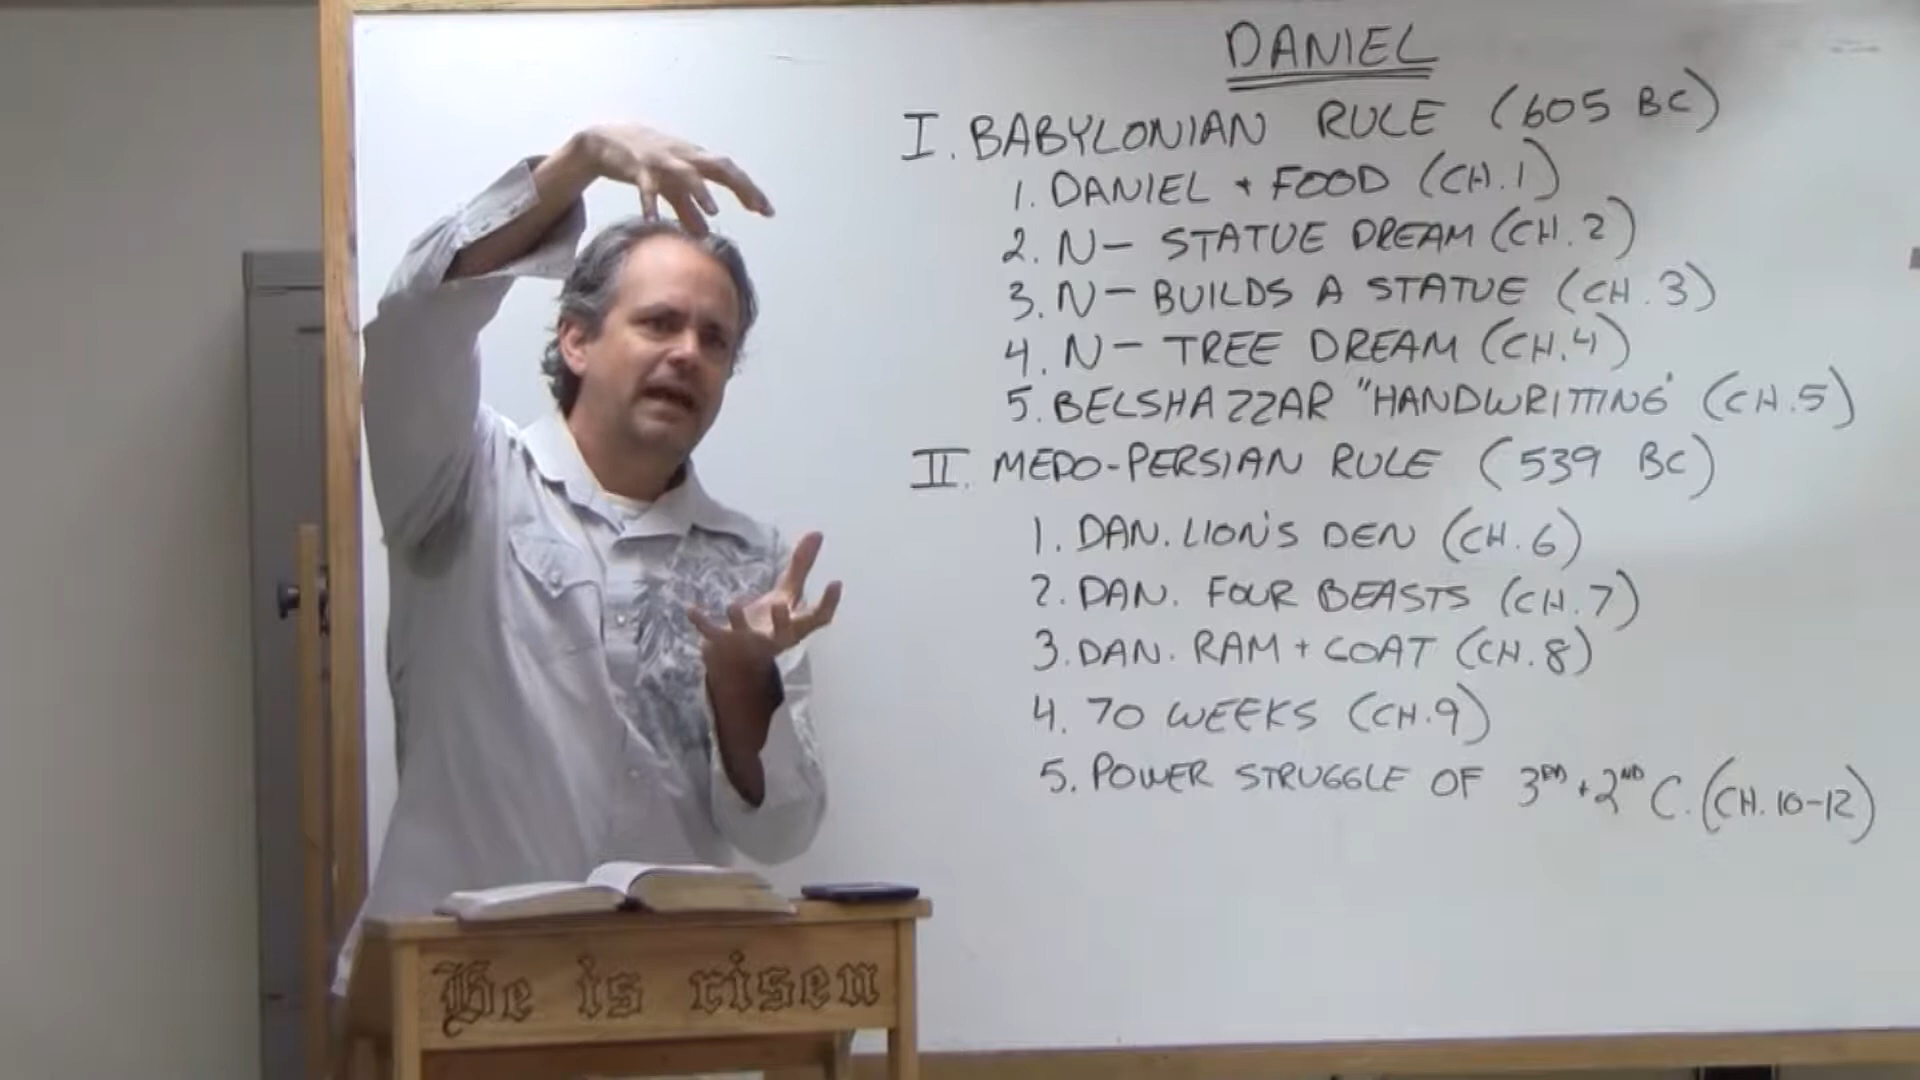 DANIEL
I. BABYLONIAN RULE (605 BC)
1. DANIEL + FOOD (CH.1)
2. N- STATUE DREAM (CH.2)
3. N- BUILDS A STATUE (CH.3)
4. N- TREE DREAM (CH.4)
5. BELSHAZZAR "HANDWRITTING" (CH.5)
II. MEDO-PERSIAN RULE (539 BC)
1. DAN. LION'S DEN (CH.6)
2. DAN. FOUR BEASTS (CH.7)
3. DAN. RAM + GOAT (CH.8)
4. 70 WEEKS (CH.9)
5. POWER STRUGGLE OF 3RD + 2ND C. (CH. 10-12)
He is risen